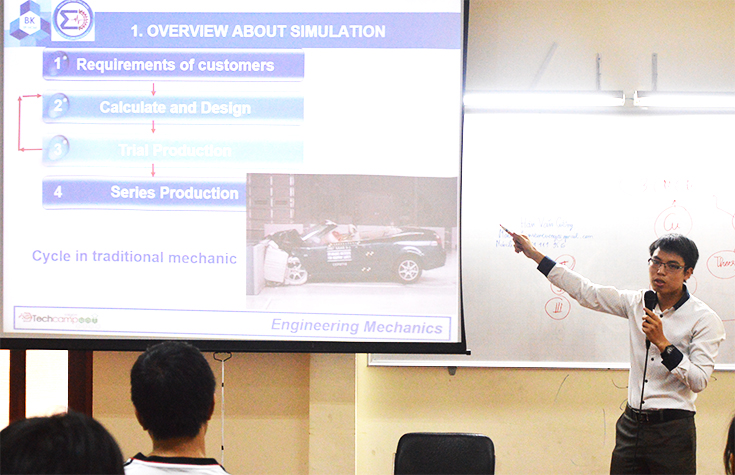 BK
1. OVERVIEW ABOUT SIMULATION
1 Requirements of customers
2 Calculate and Design
3 Trial Production
4 Series Production
Cycle in traditional mechanic
Techcamp
Engineering Mechanics
III